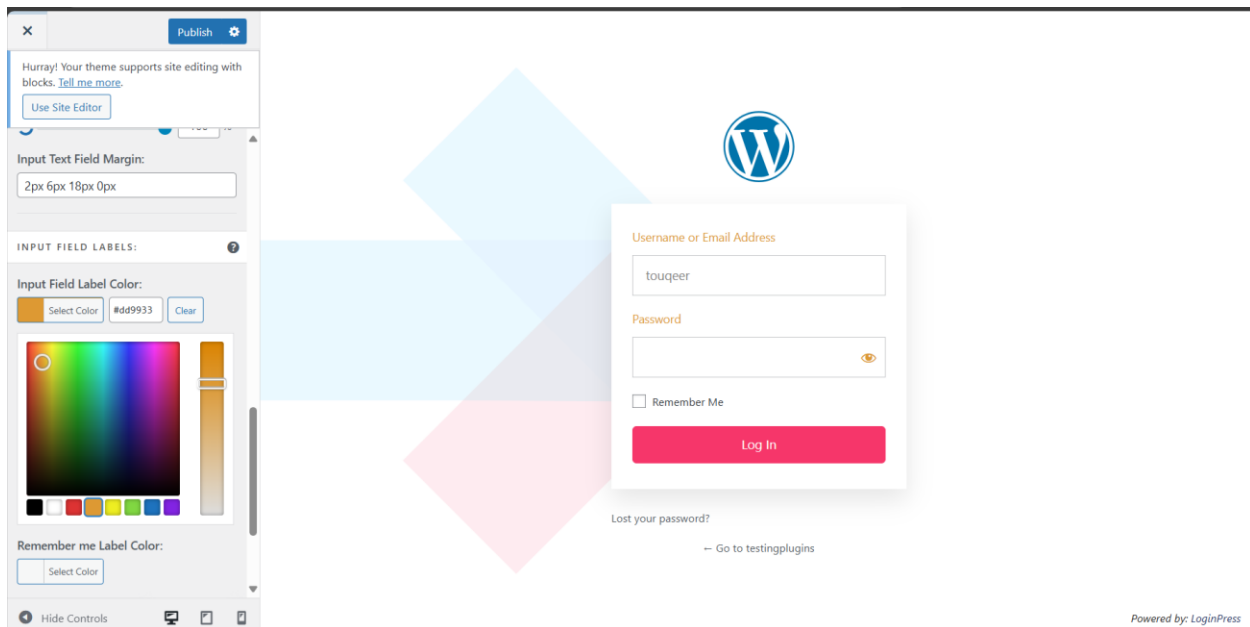 Publish
Hurray! Your theme supports site editing with
blocks. Tell me more.
Use Site Editor
Input Text Field Margin:
2px 6px 18px 0px
INPUT FIELD LABELS:
Input Field Label Color:
Select Color #dd9933 Clear
Remember me Label Color:
Select Color
Hide Controls
Username or Email Address
touqeer
Password
Remember Me
Log In
Lost your password?
← Go to testingplugins
Powered by: LoginPress